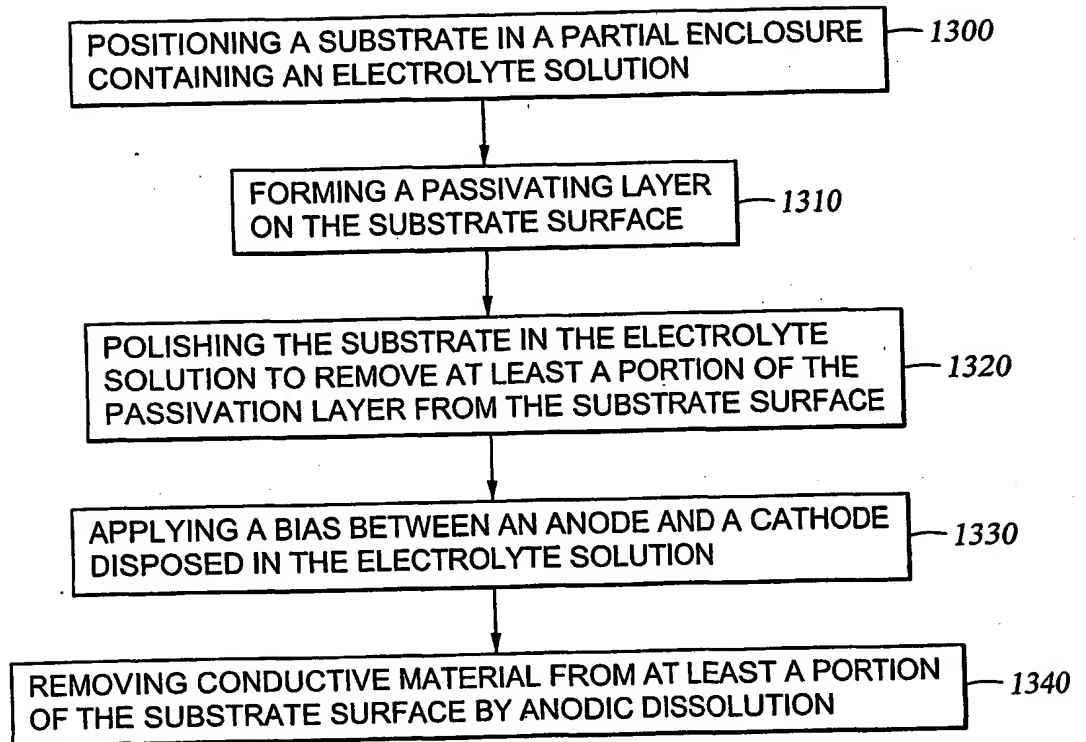 POSITIONING A SUBSTRATE IN A PARTIAL ENCLOSURE
CONTAINING AN ELECTROLYTE SOLUTION
1300
FORMING A PASSIVATING LAYER
ON THE SUBSTRATE SURFACE
1310
POLISHING THE SUBSTRATE IN THE ELECTROLYTE
SOLUTION TO REMOVE AT LEAST A PORTION OF THE
PASSIVATION LAYER FROM THE SUBSTRATE SURFACE
1320
APPLYING A BIAS BETWEEN AN ANODE AND A CATHODE
DISPOSED IN THE ELECTROLYTE SOLUTION
1330
REMOVING CONDUCTIVE MATERIAL FROM AT LEAST A PORTION
OF THE SUBSTRATE SURFACE BY ANODIC DISSOLUTION
1340